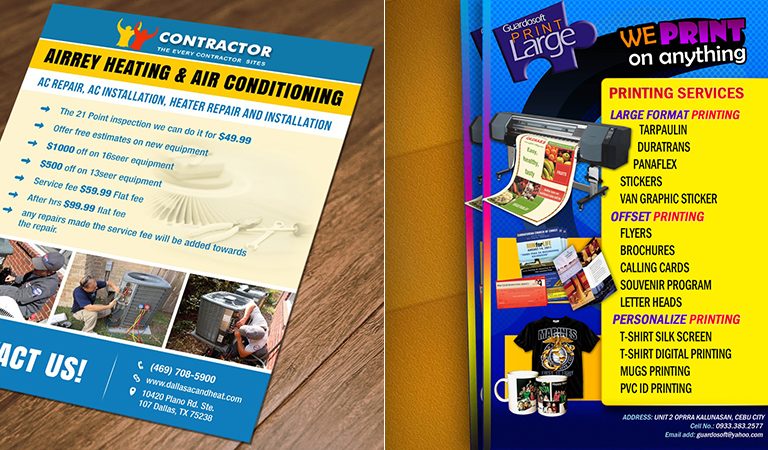 CONTRACTOR
THE EVERY CONTRACTOR SITES
AIRREY HEATING & AIR CONDITIONING
AC REPAIR, AC INSTALLATION, HEATER REPAIR AND INSTALLATION
The 21 Point inspection we can do it for $49.99
Offer free estimates on new equipment
$1000 off on 16seer equipment
$500 off on 13seer equipment
Service fee $59.99 Flat fee
After hrs $99.99 flat fee
any repairs made the service fee will be added towards
the repair.
ACT US!
(469) 708-5900
www.dallasacandheat.com
10420 Plano Rd. Ste.
107 Dallas, TX 75238
Guardosoft
PRINT
Large
WE PRINT
on anything
PRINTING SERVICES
LARGE FORMAT PRINTING
TARPAULIN
DURATRANS
PANAFLEX
STICKERS
VAN GRAPHIC STICKER
OFFSET PRINTING
FLYERS
BROCHURES
CALLING CARDS
SOUVENIR PROGRAM
LETTER HEADS
PERSONALIZE PRINTING
T-SHIRT SILK SCREEN
T-SHIRT DIGITAL PRINTING
MUGS PRINTING
PVC ID PRINTING
Easy,
healthy,
tasty
FRUITS
MARINES
ADDRESS: UNIT 2 OPRRA KALUNASAN, CEBU CITY
Cell No.: 0933.383.2577
Email add: guardosoft@yahoo.com